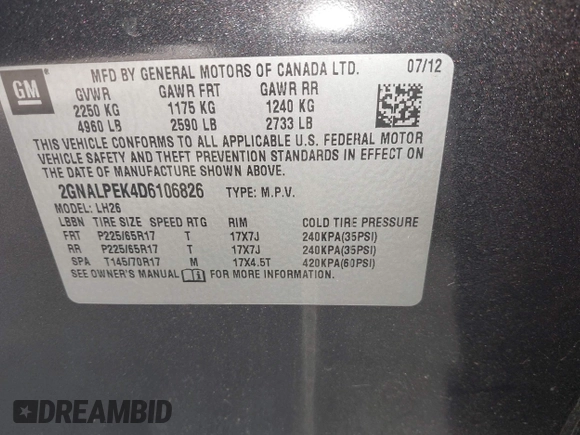 GM
MFD BY GENERAL MOTORS OF CANADA LTD. 07/12
GVWR GAWR FRT GAWR RR
2250 KG 1175 KG 1240 KG
4960 LB 2590 LB 2733 LB
THIS VEHICLE CONFORMS TO ALL APPLICABLE U.S. FEDERAL MOTOR
VEHICLE SAFETY AND THEFT PREVENTION STANDARDS IN EFFECT ON
THE DATE OF MANUFACTURE SHOWN ABOVE.
2GNALPEK4D6106826 TYPE: M.P.V.
MODEL: LH26
LBBN TIRE SIZE SPEED RTG RIM COLD TIRE PRESSURE
FRT P225/65R17 T 17X7J 240KPA(35PSI)
RR P225/65R17 T 17X7J 240KPA(35PSI)
SPA T145/70R17 M 17X4.5T 420KPA(60PSI)
SEE OWNER'S MANUAL FOR MORE INFORMATION.
DREAMBID